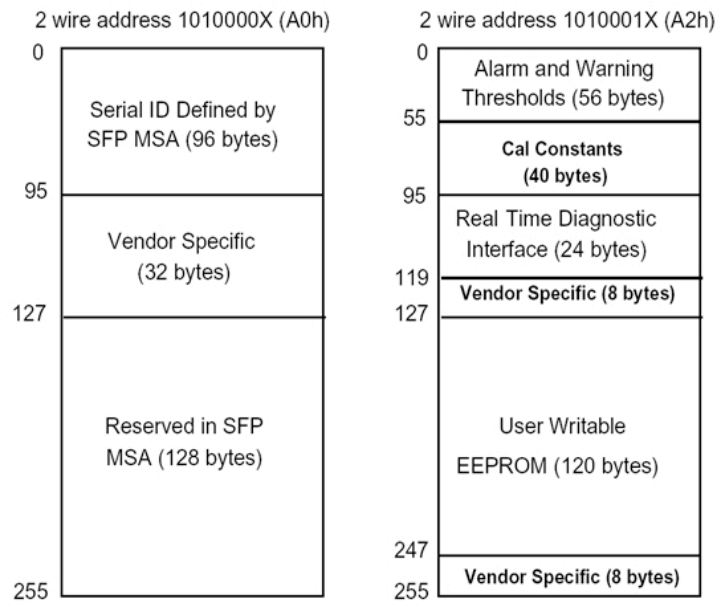 2 wire address 1010000X (A0h)
0
Serial ID Defined by
SFP MSA (96 bytes)
95
Vendor Specific
(32 bytes)
127
Reserved in SFP
MSA (128 bytes)
255
2 wire address 1010001X (A2h)
0
Alarm and Warning
Thresholds (56 bytes)
55
Cal Constants
(40 bytes)
95
Real Time Diagnostic
Interface (24 bytes)
119
Vendor Specific (8 bytes)
127
User Writable
EEPROM (120 bytes)
247
Vendor Specific (8 bytes)
255